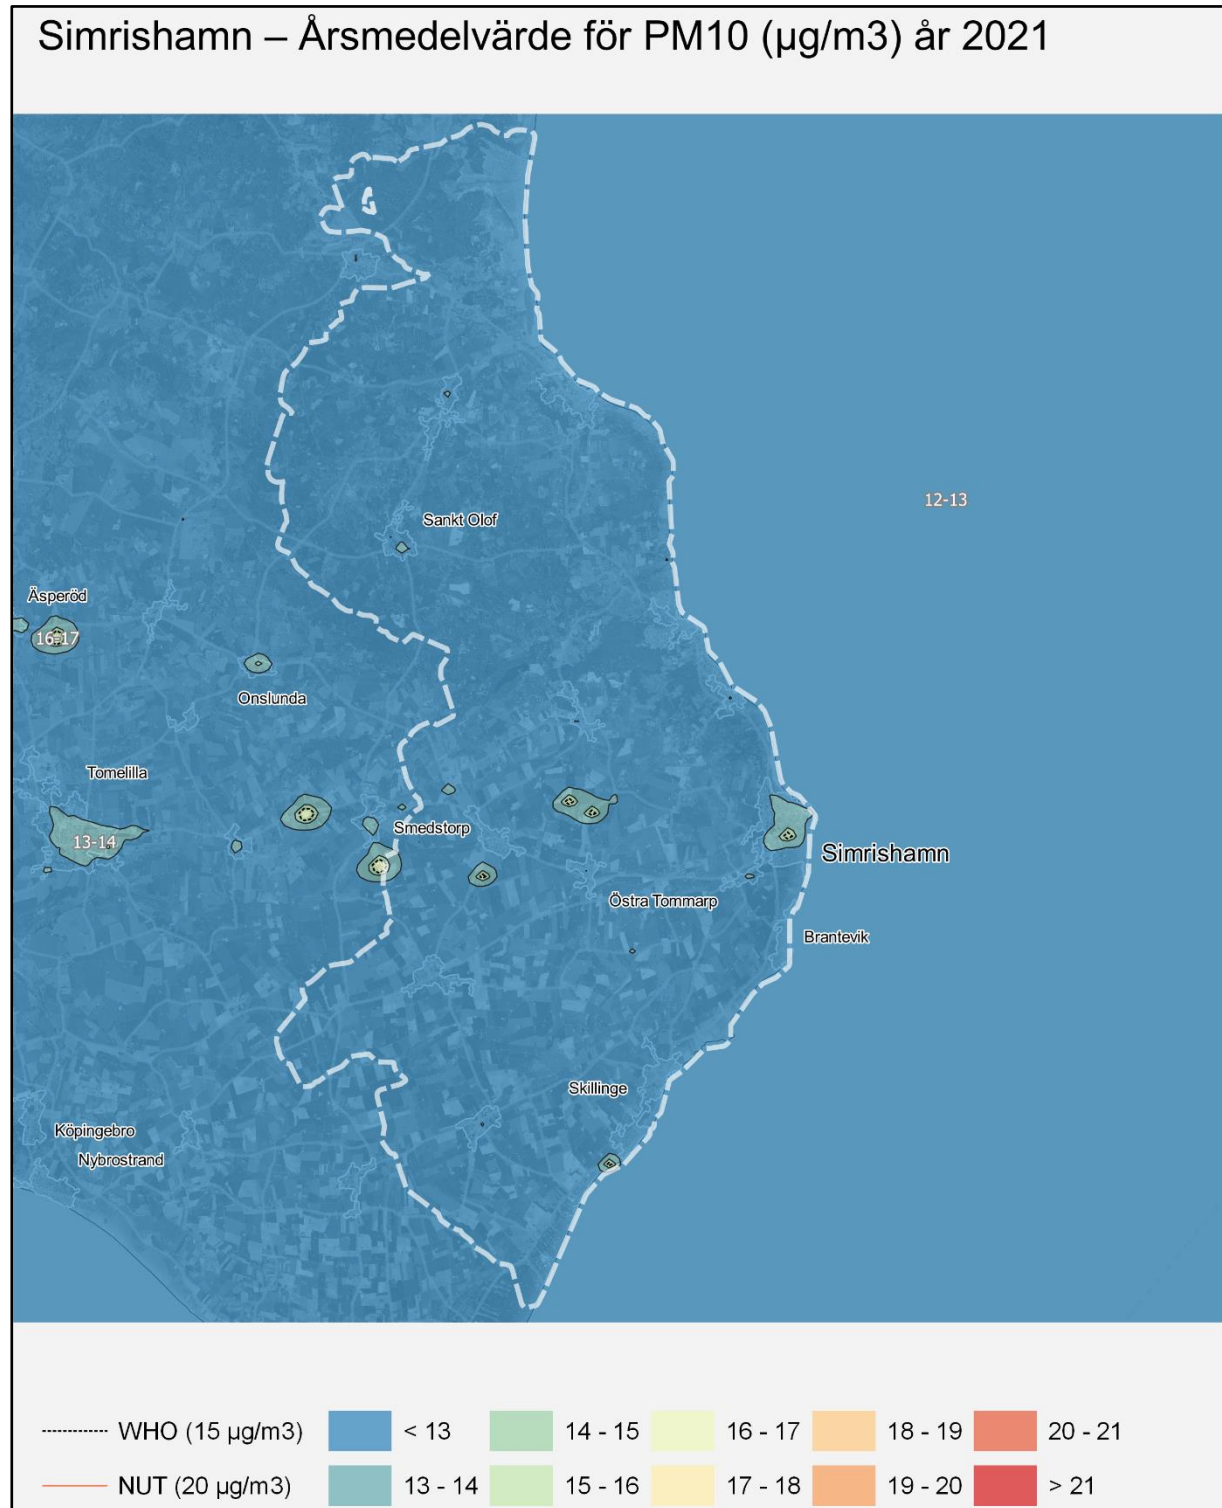 Simrishamn – Årsmedelvärde för PM10 (µg/m3) år 2021
12-13
Sankt Olof
Äsperöd
16-17
Onslunda
Tomelilla
13-14
Smedstorp
Simrishamn
Östra Tommarp
Brantevik
Skillinge
Köpingebro
Nybrostrand
WHO (15 µg/m3)
< 13
14 - 15
16 - 17
18 - 19
20 - 21
NUT (20 µg/m3)
13 - 14
15 - 16
17 - 18
19 - 20
> 21